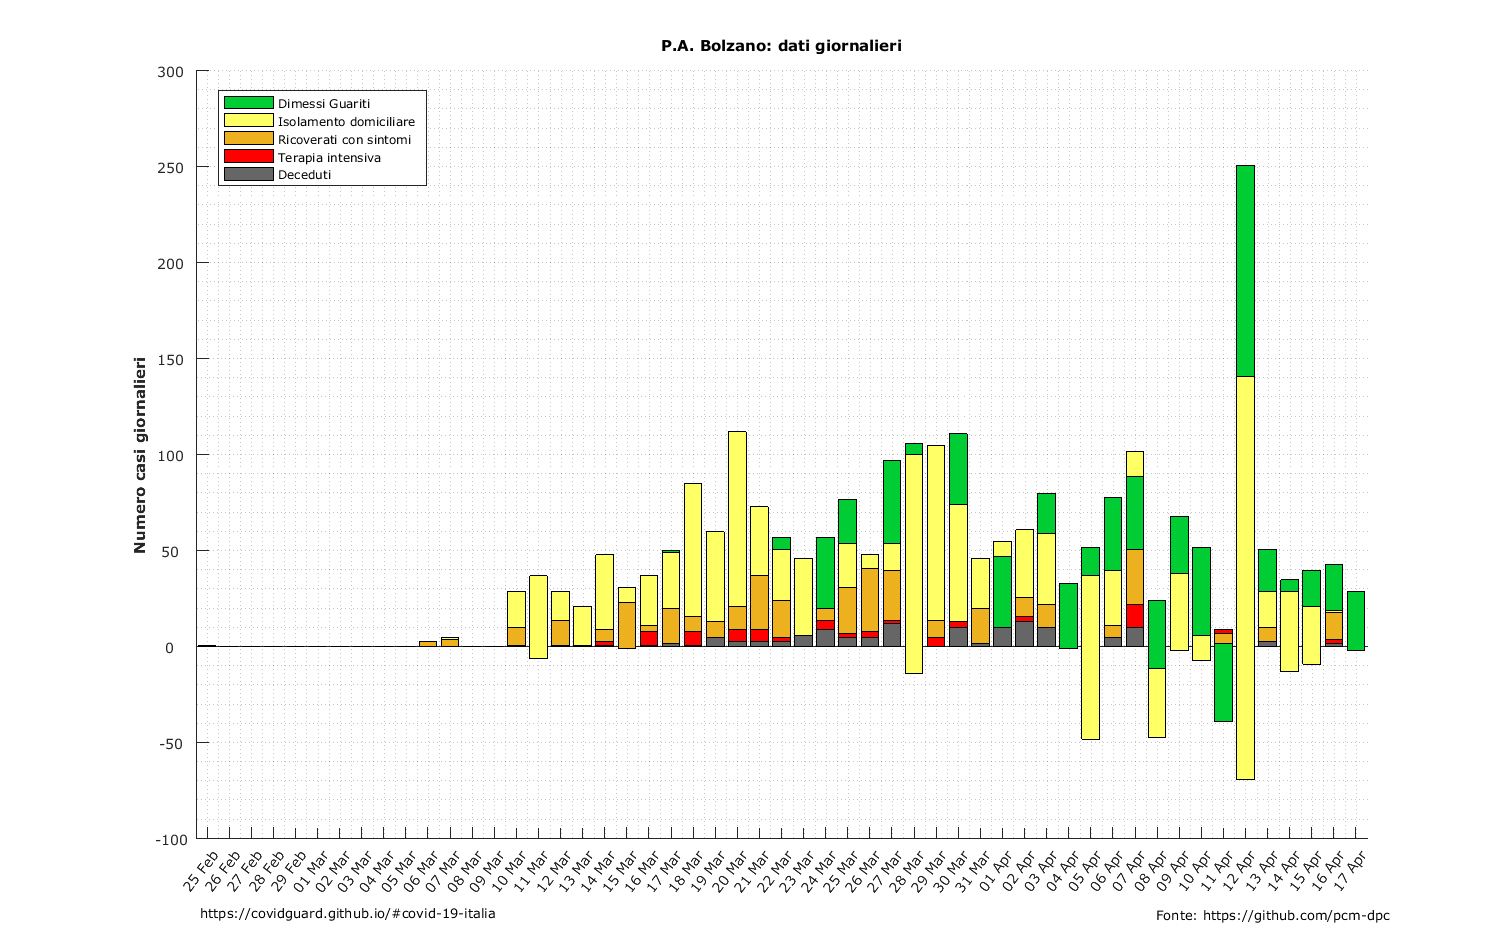 P.A. Bolzano: dati giornalieri
300
250
200
150
100
50
0
-50
-100
Numero casi giornalieri
Dimessi Guariti
Isolamento domiciliare
Ricoverati con sintomi
Terapia intensiva
Deceduti
25 Feb
26 Feb
27 Feb
28 Feb
29 Feb
01 Mar
02 Mar
03 Mar
04 Mar
05 Mar
06 Mar
07 Mar
08 Mar
09 Mar
10 Mar
11 Mar
12 Mar
13 Mar
14 Mar
15 Mar
16 Mar
17 Mar
18 Mar
19 Mar
20 Mar
21 Mar
22 Mar
23 Mar
24 Mar
25 Mar
26 Mar
27 Mar
28 Mar
29 Mar
30 Mar
31 Mar
01 Apr
02 Apr
03 Apr
04 Apr
05 Apr
06 Apr
07 Apr
08 Apr
09 Apr
10 Apr
11 Apr
12 Apr
13 Apr
14 Apr
15 Apr
16 Apr
17 Apr
https://covidguard.github.io/#covid-19-italia
Fonte: https://github.com/pcm-dpc